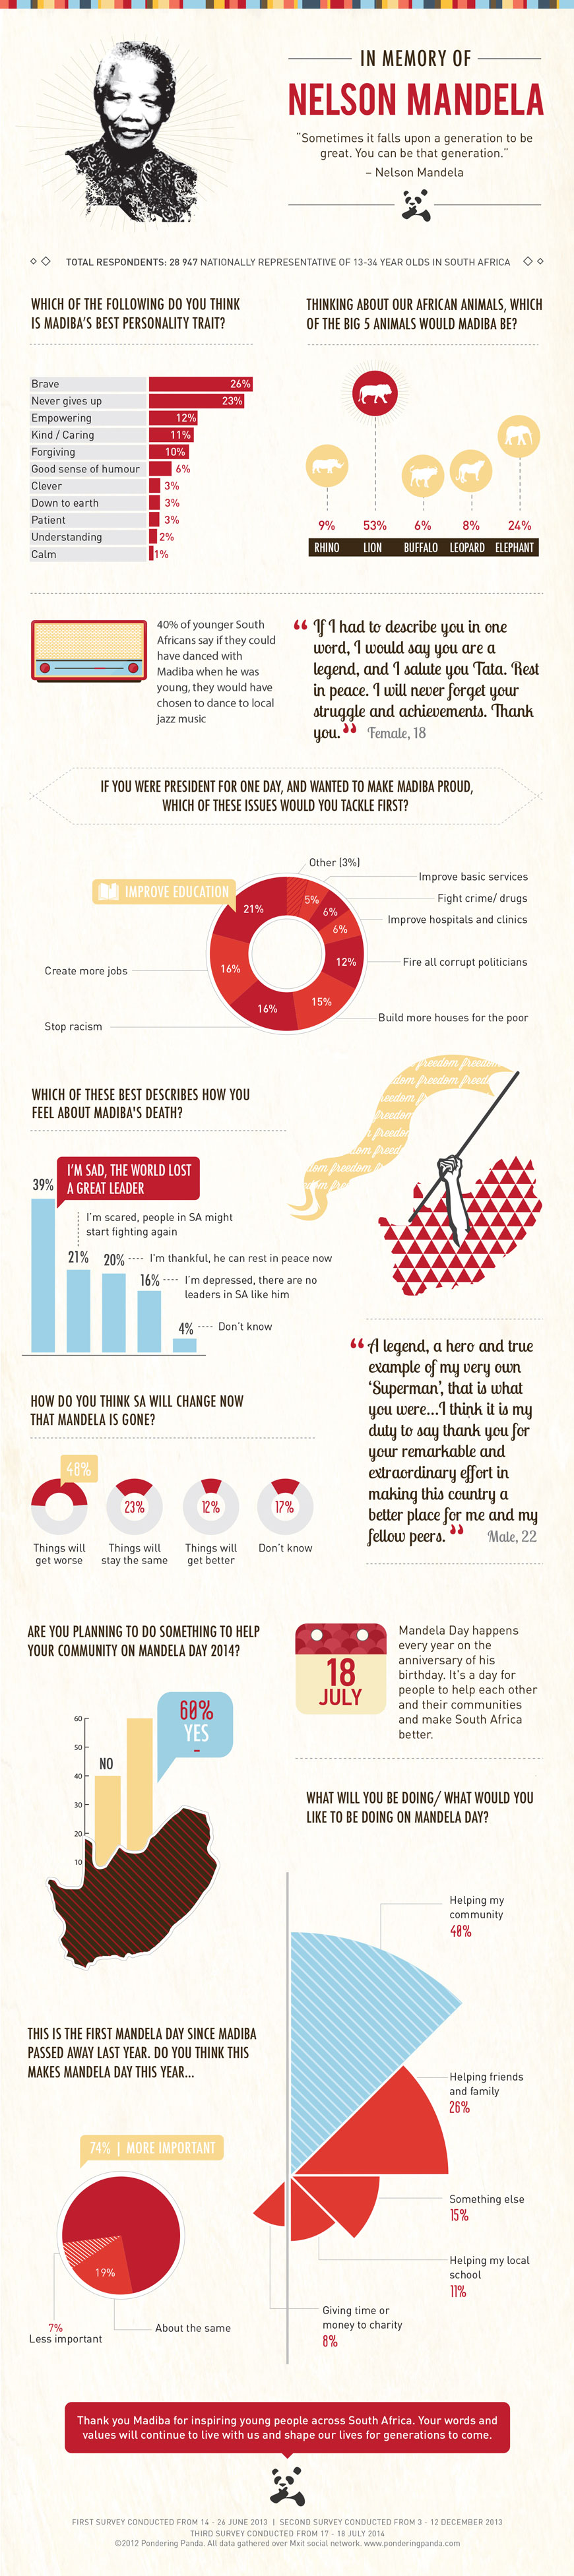 IN MEMORY OF
NELSON MANDELA
"Sometimes it falls upon a generation to be
great. You can be that generation."
– Nelson Mandela
TOTAL RESPONDENTS: 28 947 NATIONALLY REPRESENTATIVE OF 13-34 YEAR OLDS IN SOUTH AFRICA
WHICH OF THE FOLLOWING DO YOU THINK
IS MADIBA'S BEST PERSONALITY TRAIT?
Brave 26%
Never gives up 23%
Empowering 12%
Kind / Caring 11%
Forgiving 10%
Good sense of humour 6%
Clever 3%
Down to earth 3%
Patient 3%
Understanding 2%
Calm 1%
THINKING ABOUT OUR AFRICAN ANIMALS, WHICH
OF THE BIG 5 ANIMALS WOULD MADIBA BE?
9% 53% 6% 8% 24%
RHINO LION BUFFALO LEOPARD ELEPHANT
40% of younger South
Africans say if they could
have danced with
Madiba when he was
young, they would have
chosen to dance to local
jazz music
“If I had to describe you in one
word, I would say you are a
legend, and I salute you Tata. Rest
in peace. I will never forget your
struggle and achievements. Thank
you.” Female, 18
IF YOU WERE PRESIDENT FOR ONE DAY, AND WANTED TO MAKE MADIBA PROUD,
WHICH OF THESE ISSUES WOULD YOU TACKLE FIRST?
Other (3%)
Improve basic services
5%
IMPROVE EDUCATION
21%
Fight crime/ drugs
6%
Improve hospitals and clinics
6%
Fire all corrupt politicians
12%
Create more jobs
16%
Build more houses for the poor
15%
Stop racism
16%
WHICH OF THESE BEST DESCRIBES HOW YOU
FEEL ABOUT MADIBA'S DEATH?
39%
I'M SAD, THE WORLD LOST
A GREAT LEADER
I'm scared, people in SA might
start fighting again
21%
20% I'm thankful, he can rest in peace now
16% I'm depressed, there are no
leaders in SA like him
4% Don't know
freedom freedom
dom freedom freed
freedom
freedom
freedom
dom freedom
dom fre
“A legend, a hero and true
example of my very own
‘Superman’, that is what
you were...I think it is my
duty to say thank you for
your remarkable and
extraordinary effort in
making this country a
better place for me and my
fellow peers.” Male, 22
HOW DO YOU THINK SA WILL CHANGE NOW
THAT MANDELA IS GONE?
48%
23% 12% 17%
Things will
get worse
Things will
stay the same
Things will
get better
Don't know
ARE YOU PLANNING TO DO SOMETHING TO HELP
YOUR COMMUNITY ON MANDELA DAY 2014?
60%
YES
NO
60
50
40
30
20
10
18
JULY
Mandela Day happens
every year on the
anniversary of his
birthday. It's a day for
people to help each other
and their communities
and make South Africa
better.
WHAT WILL YOU BE DOING/ WHAT WOULD YOU
LIKE TO BE DOING ON MANDELA DAY?
Helping my
community
40%
Helping friends
and family
26%
Something else
15%
Helping my local
school
11%
Giving time or
money to charity
8%
THIS IS THE FIRST MANDELA DAY SINCE MADIBA
PASSED AWAY LAST YEAR. DO YOU THINK THIS
MAKES MANDELA DAY THIS YEAR...
74% | MORE IMPORTANT
19%
7%
Less important
About the same
Thank you Madiba for inspiring young people across South Africa. Your words and
values will continue to live with us and shape our lives for generations to come.
FIRST SURVEY CONDUCTED FROM 14 - 26 JUNE 2013 | SECOND SURVEY CONDUCTED FROM 3 - 12 DECEMBER 2013
THIRD SURVEY CONDUCTED FROM 17 - 18 JULY 2014
©2012 Pondering Panda. All data gathered over Mxit social network. www.ponderingpanda.com